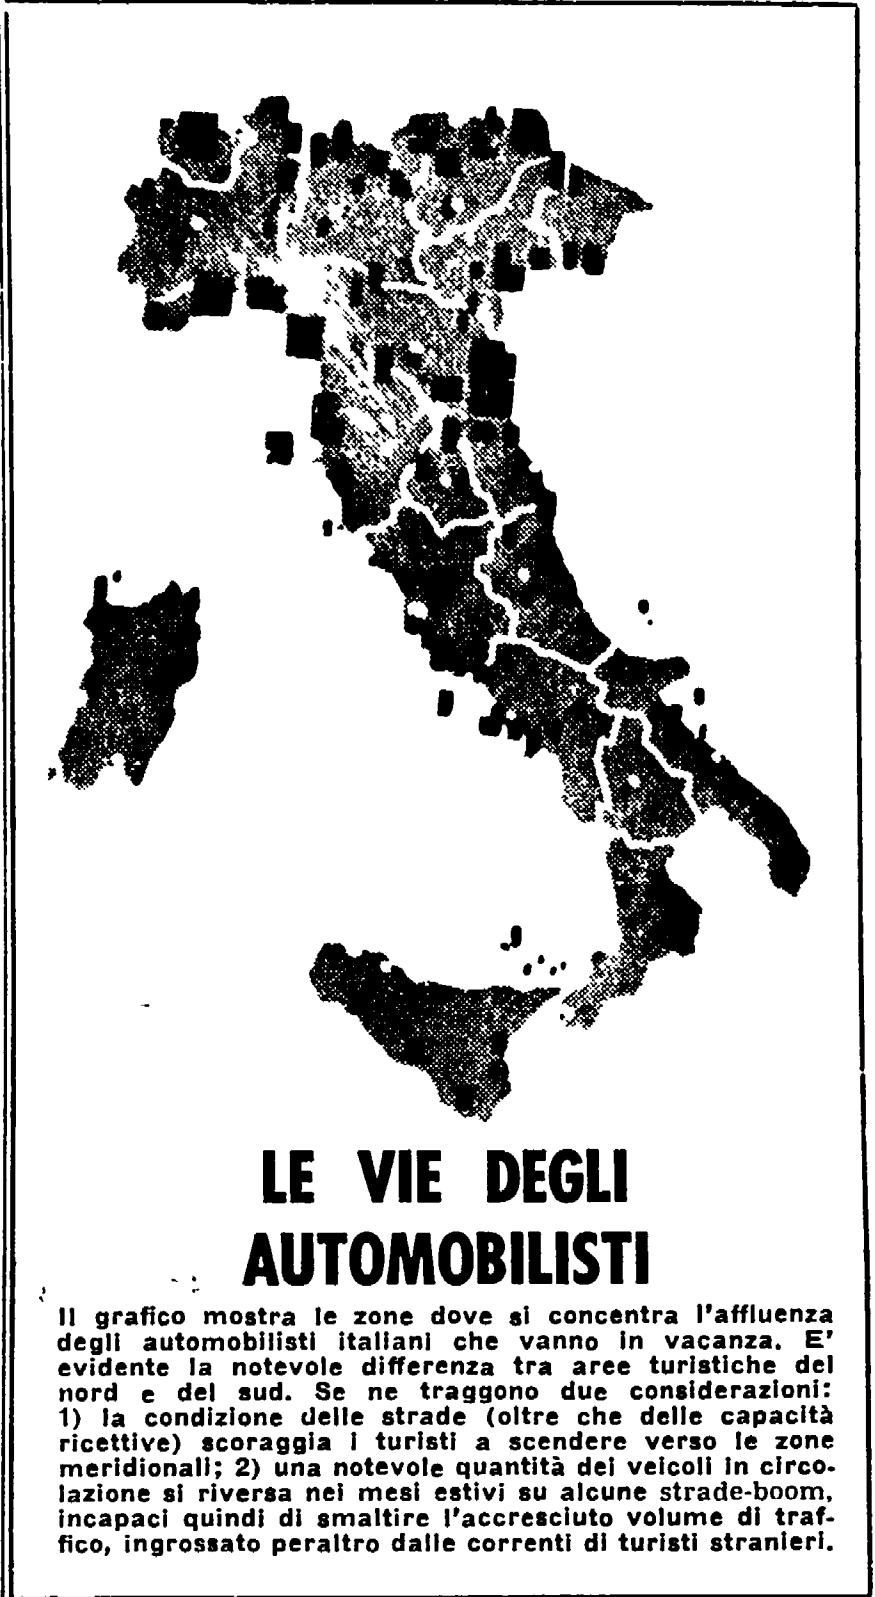 LE VIE DEGLI
AUTOMOBILISTI
Il grafico mostra le zone dove si concentra l'affluenza
degli automobilisti italiani che vanno in vacanza. E'
evidente la notevole differenza tra aree turistiche del
nord e del sud. Se ne traggono due considerazioni:
1) la condizione delle strade (oltre che delle capacità
ricettive) scoraggia i turisti a scendere verso le zone
meridionali; 2) una notevole quantità dei veicoli in circo-
lazione si riversa nei mesi estivi su alcune strade-boom,
incapaci quindi di smaltire l'accresciuto volume di traf-
fico, ingrossato peraltro dalle correnti di turisti stranieri.